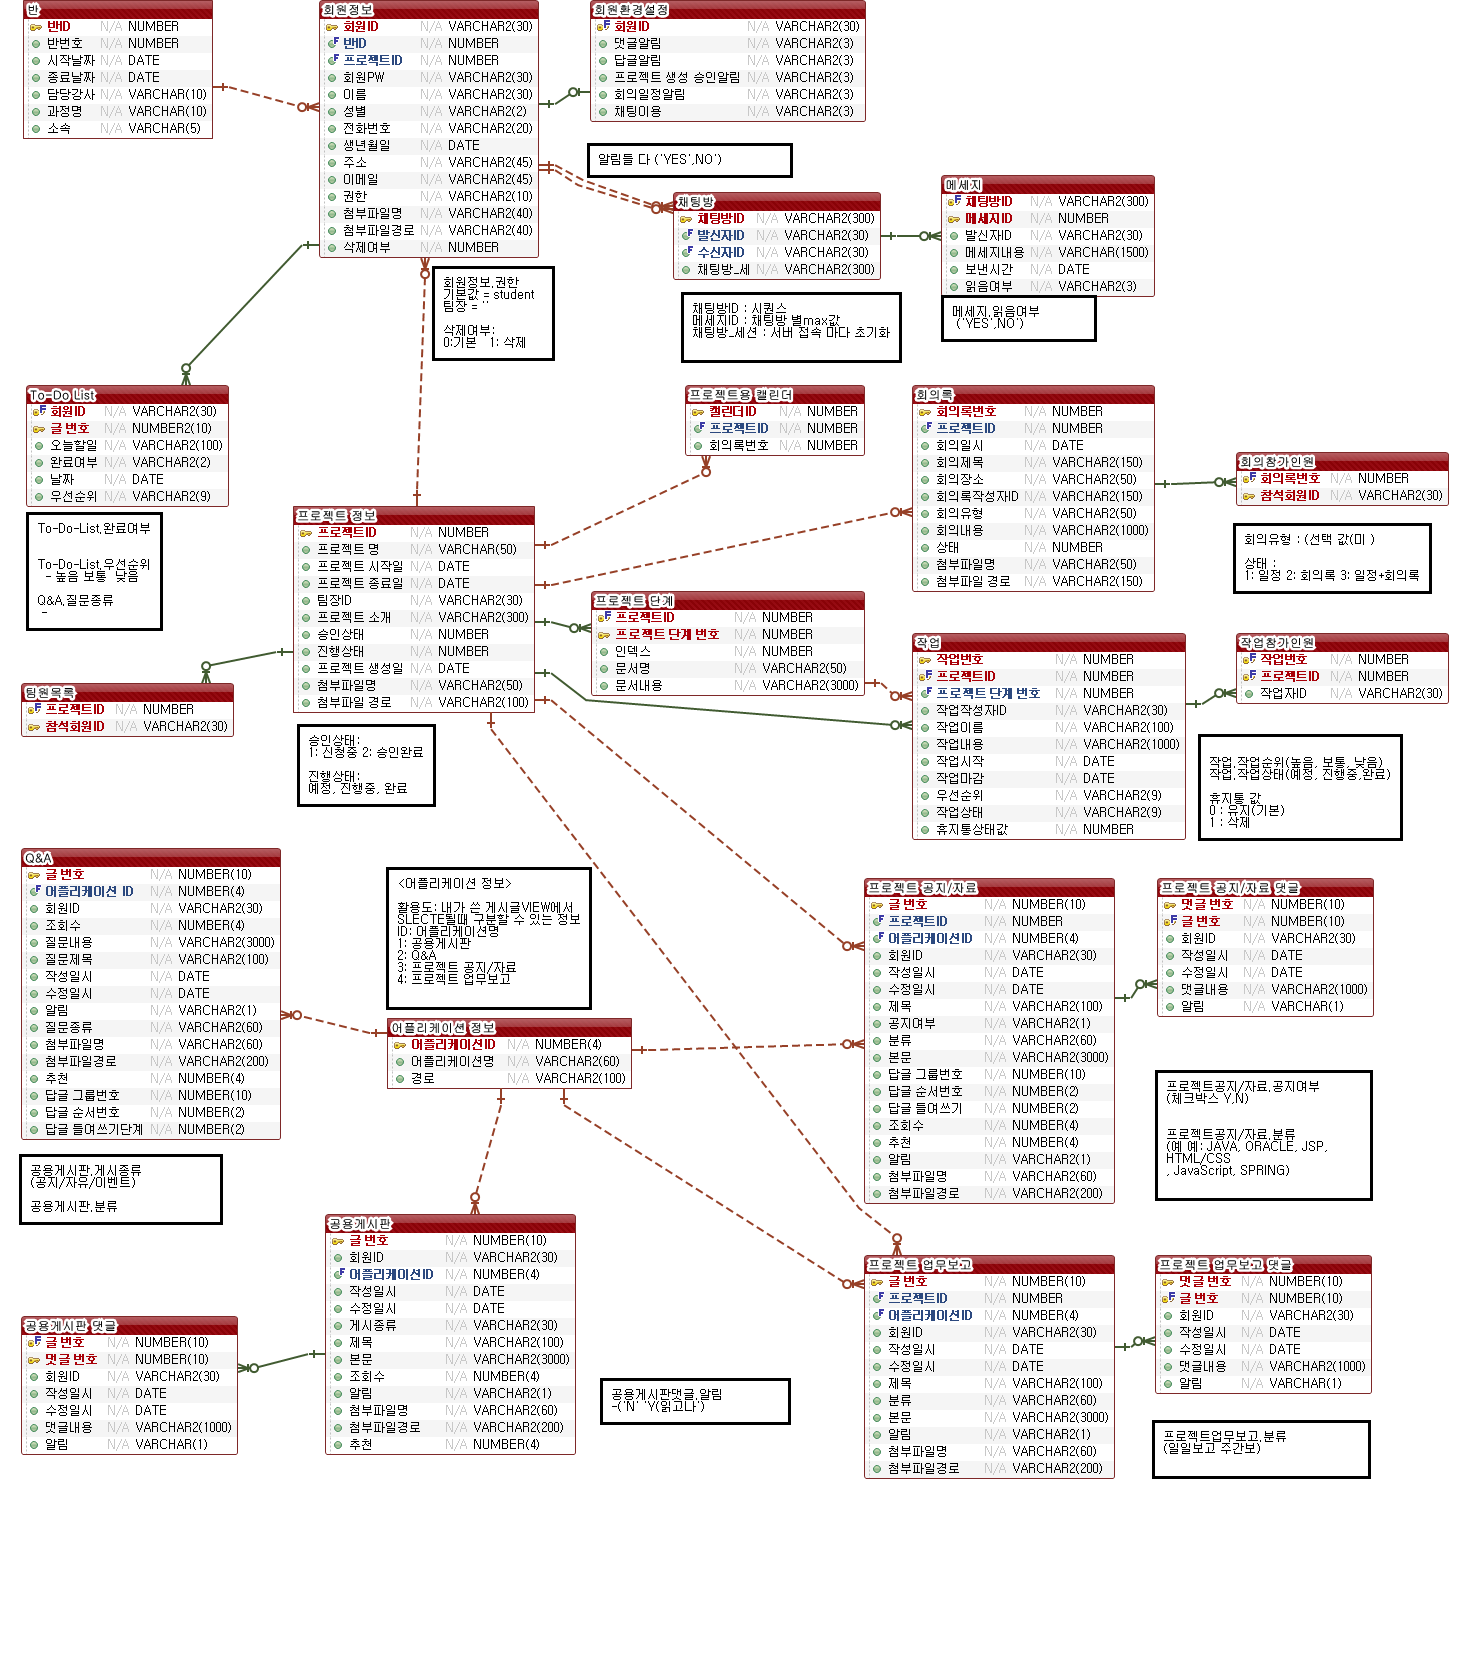 반
반ID N/A NUMBER
반번호 N/A NUMBER
시작날짜 N/A DATE
종료날짜 N/A DATE
담당강사 N/A VARCHAR(10)
과정명 N/A VARCHAR(10)
소속 N/A VARCHAR(5)
회원정보
회원ID N/A VARCHAR2(30)
반ID N/A NUMBER
프로젝트ID N/A NUMBER
회원PW N/A VARCHAR2(30)
이름 N/A VARCHAR2(30)
성별 N/A VARCHAR2(2)
전화번호 N/A VARCHAR2(20)
생년월일 N/A DATE
주소 N/A VARCHAR2(45)
이메일 N/A VARCHAR2(45)
권한 N/A VARCHAR2(10)
첨부파일명 N/A VARCHAR2(40)
첨부파일경로 N/A VARCHAR2(40)
삭제여부 N/A NUMBER
회원환경설정
회원ID N/A VARCHAR2(30)
댓글알림 N/A VARCHAR2(3)
답글알림 N/A VARCHAR2(3)
프로젝트 생성 승인알림 N/A VARCHAR2(3)
회의일정알림 N/A VARCHAR2(3)
채팅이용 N/A VARCHAR2(3)
알림들 다 ('YES',NO')
채팅방
채팅방ID N/A VARCHAR2(300)
발신자ID N/A VARCHAR2(30)
수신자ID N/A VARCHAR2(30)
채팅방_세 N/A VARCHAR2(300)
메세지
채팅방ID N/A VARCHAR2(300)
메세지ID N/A NUMBER
발신자ID N/A VARCHAR2(30)
메세지내용 N/A VARCHAR(1500)
보낸시간 N/A DATE
읽음여부 N/A VARCHAR2(3)
회원정보.권한
기본값 = student
팀장 = ' '
삭제여부:
0:기본 1: 삭제
채팅방ID : 시퀀스
메세지ID : 채팅방 별max값
채팅방_세션 : 서버 접속 마다 초기화
메세지.읽음여부
('YES',NO')
To-Do List
회원ID N/A VARCHAR2(30)
글 번호 N/A NUMBER2(10)
오늘할일 N/A VARCHAR2(100)
완료여부 N/A VARCHAR2(2)
날짜 N/A DATE
우선순위 N/A VARCHAR2(9)
To-Do-List.완료여부
To-Do-List.우선순위
- 높음 보통 낮음
Q&A.질문종류
-
프로젝트용 캘린더
캘린더ID N/A NUMBER
프로젝트ID N/A NUMBER
회의록번호 N/A NUMBER
회의록
회의록번호 N/A NUMBER
프로젝트ID N/A NUMBER
회의일시 N/A DATE
회의제목 N/A VARCHAR2(150)
회의장소 N/A VARCHAR2(50)
회의록작성자ID N/A VARCHAR2(150)
회의유형 N/A VARCHAR2(50)
회의내용 N/A VARCHAR2(1000)
상태 N/A NUMBER
첨부파일명 N/A VARCHAR2(50)
첨부파일 경로 N/A VARCHAR2(150)
회의참가인원
회의록번호 N/A NUMBER
참석회원ID N/A VARCHAR2(30)
회의유형 : (선택 값(미 )
상태 :
1: 일정 2: 회의록 3: 일정+회의록
프로젝트 정보
프로젝트ID N/A NUMBER
프로젝트 명 N/A VARCHAR(50)
프로젝트 시작일 N/A DATE
프로젝트 종료일 N/A DATE
팀장ID N/A VARCHAR2(30)
프로젝트 소개 N/A VARCHAR2(300)
승인상태 N/A NUMBER
진행상태 N/A NUMBER
프로젝트 생성일 N/A DATE
첨부파일명 N/A VARCHAR2(50)
첨부파일 경로 N/A VARCHAR2(100)
승인상태:
1: 신청중 2: 승인완료
진행상태:
예정, 진행중, 완료
프로젝트 단계
프로젝트ID N/A NUMBER
프로젝트 단계 번호 N/A NUMBER
인덱스 N/A NUMBER
문서명 N/A VARCHAR2(50)
문서내용 N/A VARCHAR2(3000)
작업
작업번호 N/A NUMBER
프로젝트ID N/A NUMBER
프로젝트 단계 번호 N/A NUMBER
작업작성자ID N/A VARCHAR2(30)
작업이름 N/A VARCHAR2(100)
작업내용 N/A VARCHAR2(1000)
작업시작 N/A DATE
작업마감 N/A DATE
우선순위 N/A VARCHAR2(9)
작업상태 N/A VARCHAR2(9)
휴지통상태값 N/A NUMBER
작업참가인원
작업번호 N/A NUMBER
프로젝트ID N/A NUMBER
작업자ID N/A VARCHAR2(30)
작업.작업순위(높음, 보통, 낮음)
작업.작업상태(예정, 진행중,완료)
휴지통 값
0 : 유지(기본)
1 : 삭제
팀원목록
프로젝트ID N/A NUMBER
참석회원ID N/A VARCHAR2(30)
Q&A
글 번호 N/A NUMBER(10)
어플리케이션 ID N/A NUMBER(4)
회원ID N/A VARCHAR2(30)
조회수 N/A NUMBER(4)
질문내용 N/A VARCHAR2(3000)
질문제목 N/A VARCHAR2(100)
작성일시 N/A DATE
수정일시 N/A DATE
알림 N/A VARCHAR2(1)
질문종류 N/A VARCHAR2(60)
첨부파일명 N/A VARCHAR2(60)
첨부파일경로 N/A VARCHAR2(200)
추천 N/A NUMBER(4)
답글 그룹번호 N/A NUMBER(10)
답글 순서번호 N/A NUMBER(2)
답글 들여쓰기단계 N/A NUMBER(2)
<어플리케이션 정보>
활용도: 내가 쓴 게시글VIEW에서
SLECTE될때 구분할 수 있는 정보
ID: 어플리케이션명
1: 공용게시판
2: Q&A
3: 프로젝트 공지/자료
4: 프로젝트 업무보고
어플리케이션 정보
어플리케이션ID N/A NUMBER(4)
어플리케이션명 N/A VARCHAR2(60)
경로 N/A VARCHAR2(100)
프로젝트 공지/자료
글 번호 N/A NUMBER(10)
프로젝트ID N/A NUMBER
어플리케이션ID N/A NUMBER(4)
회원ID N/A VARCHAR2(30)
작성일시 N/A DATE
수정일시 N/A DATE
제목 N/A VARCHAR2(100)
공지여부 N/A VARCHAR2(1)
분류 N/A VARCHAR2(60)
본문 N/A VARCHAR2(3000)
답글 그룹번호 N/A NUMBER(10)
답글 순서번호 N/A NUMBER(2)
답글 들여쓰기 N/A NUMBER(2)
조회수 N/A NUMBER(4)
추천 N/A NUMBER(4)
알림 N/A VARCHAR2(1)
첨부파일명 N/A VARCHAR2(60)
첨부파일경로 N/A VARCHAR2(200)
프로젝트 공지/자료 댓글
댓글 번호 N/A NUMBER(10)
글 번호 N/A NUMBER(10)
회원ID N/A VARCHAR2(30)
작성일시 N/A DATE
수정일시 N/A DATE
댓글내용 N/A VARCHAR2(1000)
알림 N/A VARCHAR(1)
프로젝트공지/자료.공지여부
(체크박스 Y,N)
프로젝트공지/자료.분류
(예 예: JAVA, ORACLE, JSP,
HTML/CSS
, JavaScript, SPRING)
공용게시판.게시종류
(공지/자유/이벤트)
공용게시판.분류
공용게시판
글 번호 N/A NUMBER(10)
회원ID N/A VARCHAR2(30)
어플리케이션ID N/A NUMBER(4)
작성일시 N/A DATE
수정일시 N/A DATE
게시종류 N/A VARCHAR2(30)
제목 N/A VARCHAR2(100)
본문 N/A VARCHAR2(3000)
조회수 N/A NUMBER(4)
알림 N/A VARCHAR2(1)
첨부파일명 N/A VARCHAR2(60)
첨부파일경로 N/A VARCHAR2(200)
추천 N/A NUMBER(4)
공용게시판 댓글
글 번호 N/A NUMBER(10)
댓글 번호 N/A NUMBER(10)
회원ID N/A VARCHAR2(30)
작성일시 N/A DATE
수정일시 N/A DATE
댓글내용 N/A VARCHAR2(1000)
알림 N/A VARCHAR(1)
공용게시판댓글.알림
-('N' 'Y(읽고나')
프로젝트 업무보고
글 번호 N/A NUMBER(10)
프로젝트ID N/A NUMBER
어플리케이션ID N/A NUMBER(4)
회원ID N/A VARCHAR2(30)
작성일시 N/A DATE
수정일시 N/A DATE
제목 N/A VARCHAR2(100)
분류 N/A VARCHAR2(60)
본문 N/A VARCHAR2(3000)
알림 N/A VARCHAR2(1)
첨부파일명 N/A VARCHAR2(60)
첨부파일경로 N/A VARCHAR2(200)
프로젝트 업무보고 댓글
댓글 번호 N/A NUMBER(10)
글 번호 N/A NUMBER(10)
회원ID N/A VARCHAR2(30)
작성일시 N/A DATE
수정일시 N/A DATE
댓글내용 N/A VARCHAR2(1000)
알림 N/A VARCHAR(1)
프로젝트업무보고.분류
(일일보고 주간보)